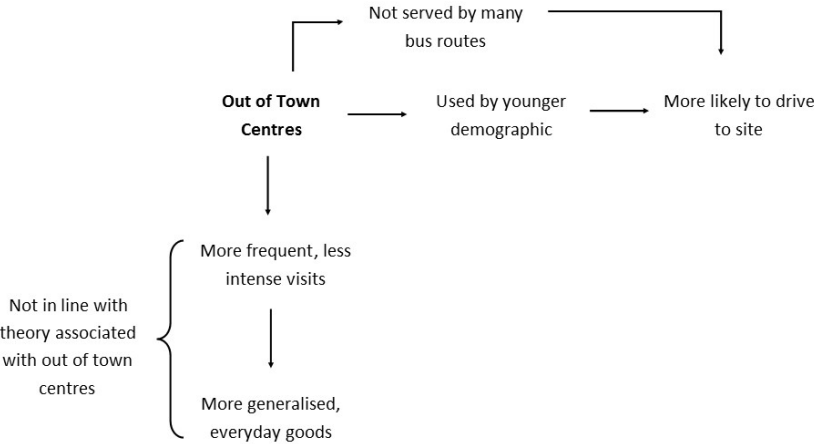 Not served by many
bus routes
Out of Town
Centres
Used by younger
demographic
More likely to drive
to site
More frequent, less
intense visits
Not in line with
theory associated
with out of town
centres
More generalised,
everyday goods